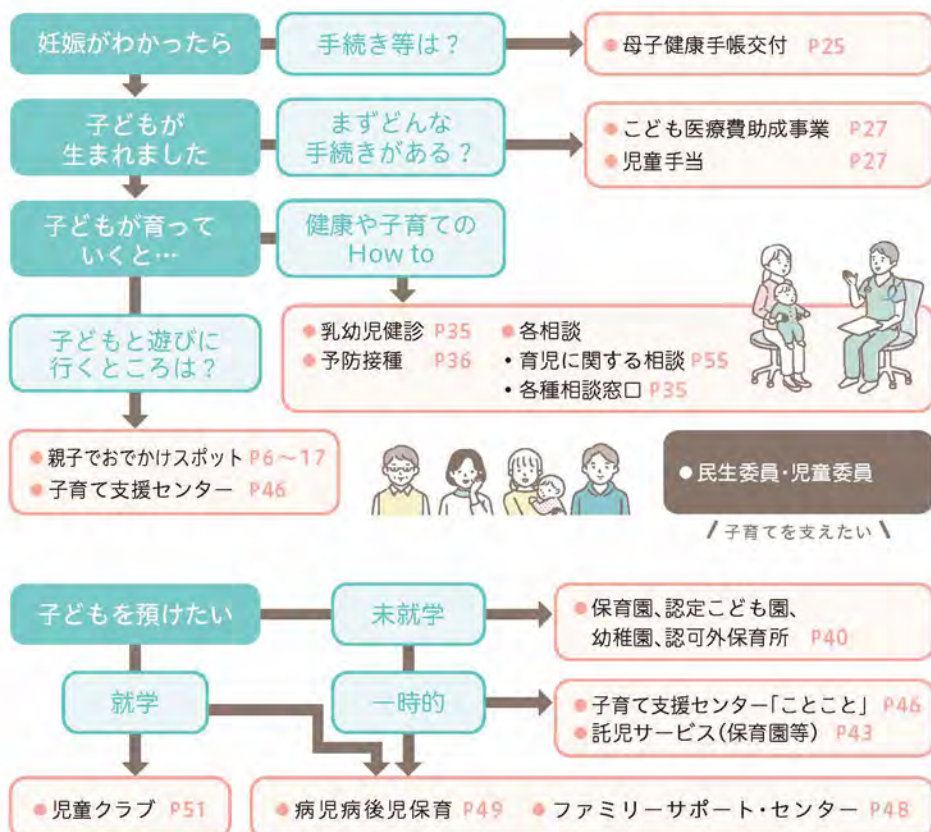 妊娠がわかったら
手続き等は？
●母子健康手帳交付 P25
子どもが
生まれました
まずどんな
手続きがある？
●こども医療費助成事業 P27
●児童手当 P27
子どもが育って
いくと…
健康や子育ての
How to
●乳幼児健診 P35
●予防接種 P36
●各相談
・育児に関する相談 P55
・各種相談窓口 P35
子どもと遊びに
行くところは？
●親子でおでかけスポット P6～17
●子育て支援センター P46
●民生委員・児童委員
子育てを支えたい
子どもを預けたい
未就学
●保育園、認定こども園、
幼稚園、認可外保育所 P40
就学
一時的
●子育て支援センター「ことこと」 P46
●託児サービス(保育園等) P43
●児童クラブ P51
●病児病後児保育 P49
●ファミリーサポート・センター P48